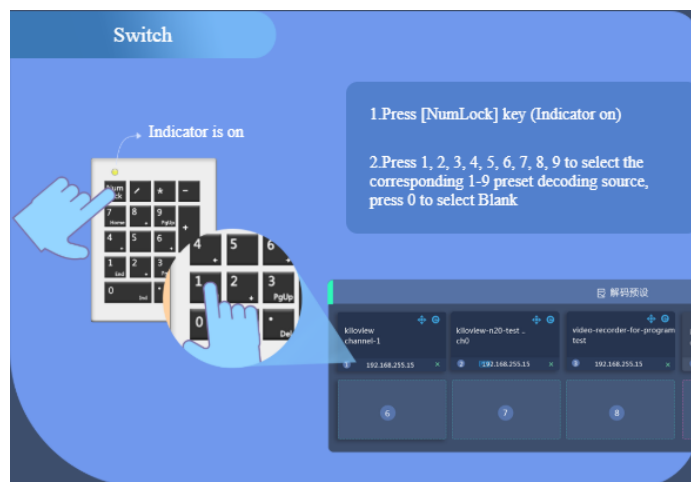 Switch
Indicator is on
1.Press [NumLock] key (Indicator on)
2.Press 1, 2, 3, 4, 5, 6, 7, 8, 9 to select the
corresponding 1-9 preset decoding source,
press 0 to select Blank
Num
Lock / * -
7 8 9 +
Home PgUp
4 5 6
1 2 3
End
0 .
Ins
4 5 6
1 2 3
PgUp
0 .
Del
解码预设
kiloview
channel-1
kiloview-n20-test _
ch0
video-recorder-for-program
test
1 192.168.255.15 ×
2 192.168.255.15 ×
3 192.168.255.15 ×
6 7 8